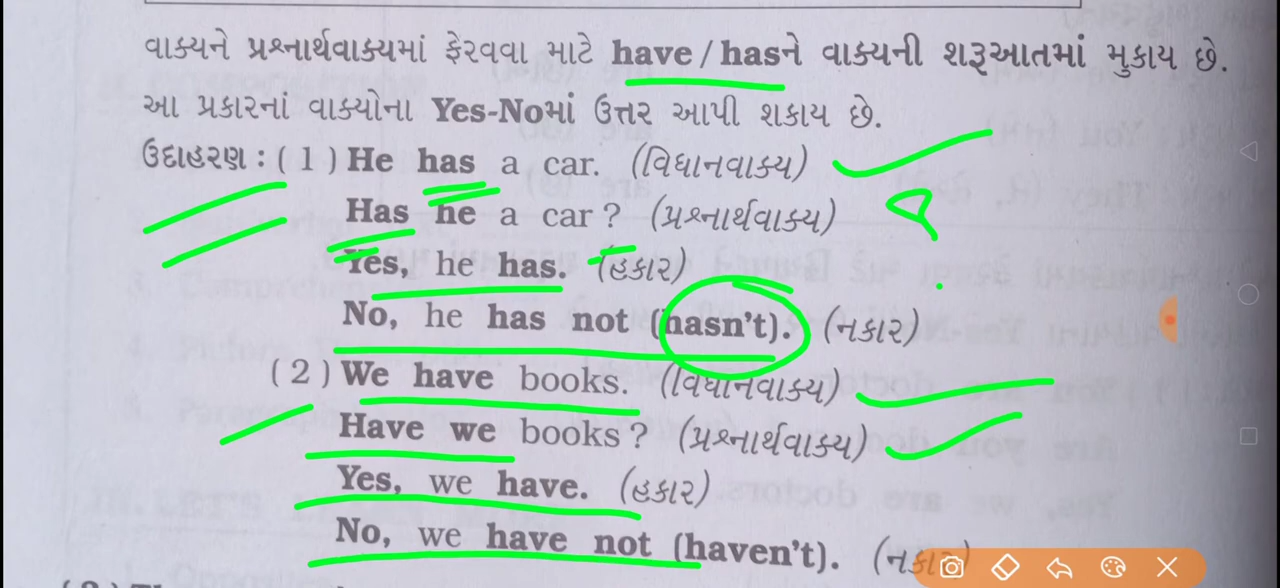 વાક્યને પ્રશ્નાર્થવાક્યમાં ફેરવવા માટે have / hasને વાક્યની શરૂઆતમાં મુકાય છે.
આ પ્રકારનાં વાક્યોના Yes-Noમાં ઉત્તર આપી શકાય છે.
ઉદાહરણ : ( 1 ) He has a car. (વિધાનવાક્ય)
Has he a car ? (પ્રશ્નાર્થવાક્ય)
Yes, he has. (હકાર)
No, he has not (hasn't). (નકાર)
( 2 ) We have books. (વિધાનવાક્ય)
Have we books ? (પ્રશ્નાર્થવાક્ય)
Yes, we have. (હકાર)
No, we have not (haven't). (નકાર)